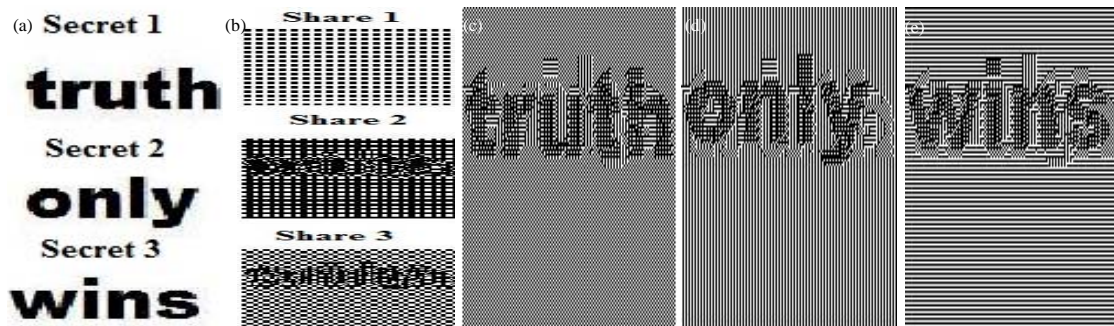 (a) Secret 1
truth
Secret 2
only
Secret 3
wins
(b) Share 1
Share 2
Share 3
(c)
truth
(d)
only
(e)
wins